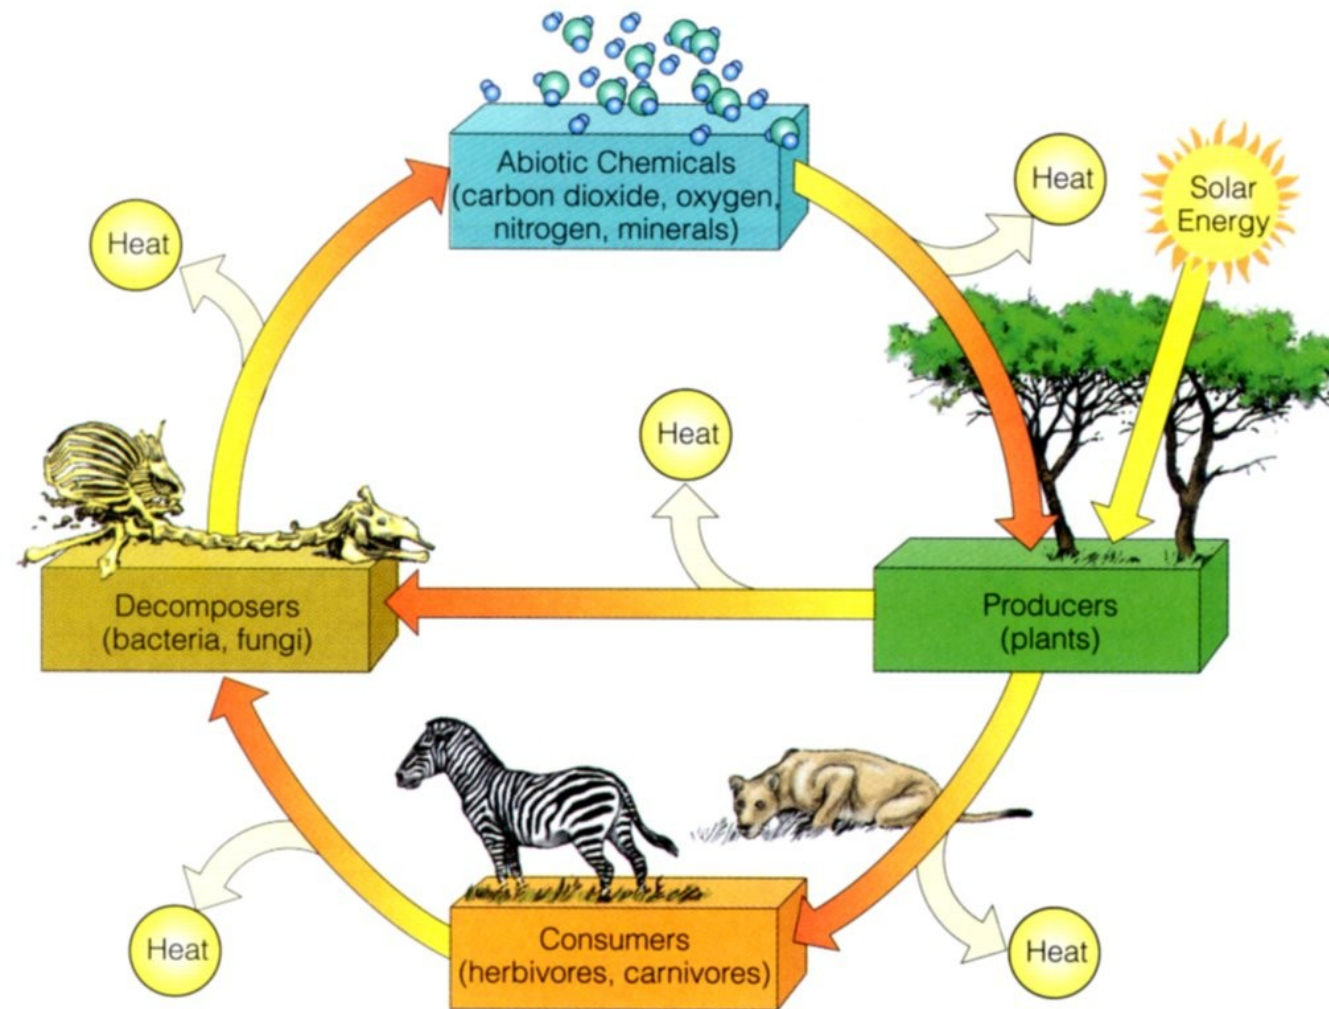 Abiotic Chemicals
(carbon dioxide, oxygen,
nitrogen, minerals)
Heat
Solar
Energy
Heat
Heat
Decomposers
(bacteria, fungi)
Producers
(plants)
Consumers
(herbivores, carnivores)
Heat
Heat